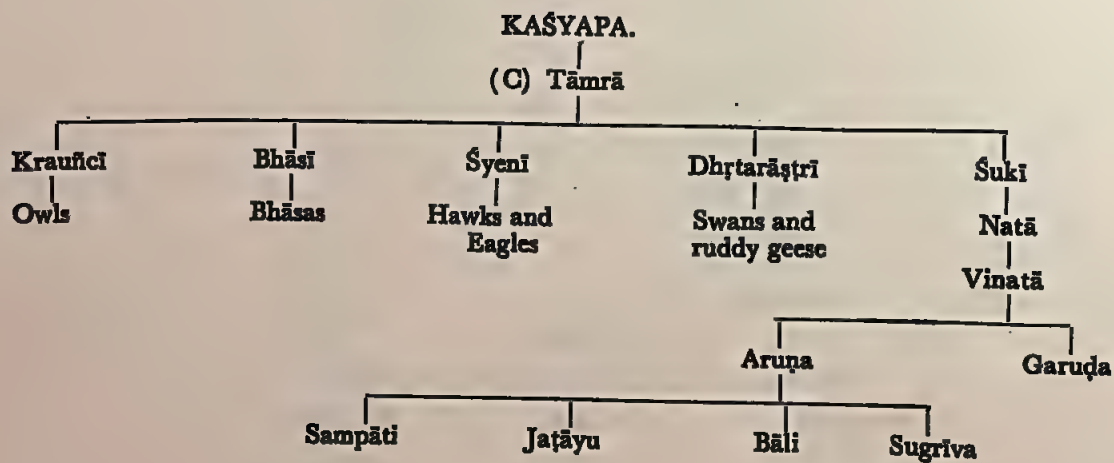 KAŚYAPA.
(C) Tāmrā
Krauñcī Bhāsī Śyenī Dhṛtarāṣṭrī Śukī
Owls Bhāsas Hawks and Eagles Swans and ruddy geese Natā
Vinatā
Aruṇa Garuḍa
Sampāti Jaṭāyu Bāli Sugrīva